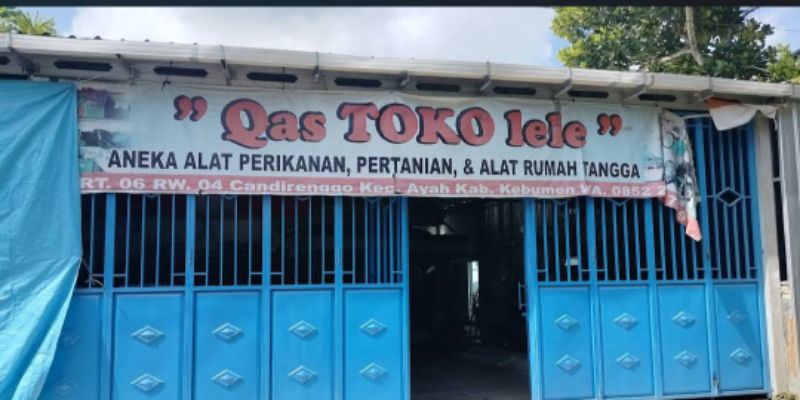 " Qas TOKO lele "
ANEKA ALAT PERIKANAN, PERTANIAN, & ALAT RUMAH TANGGA
RT. 06 RW. 04 Candirenggo Kec. Ayah Kab. Kebumen WA. 0852